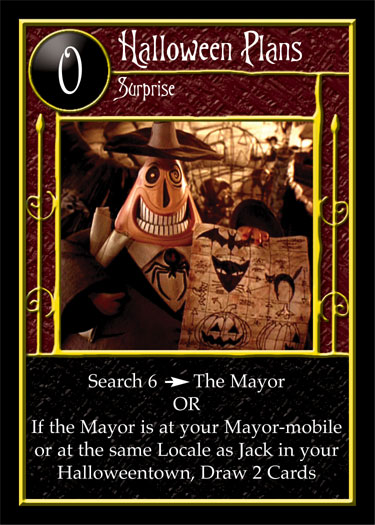 0
Halloween Plans
Surprise
Search 6 → The Mayor
OR
If the Mayor is at your Mayor-mobile
or at the same Locale as Jack in your
Halloweentown, Draw 2 Cards